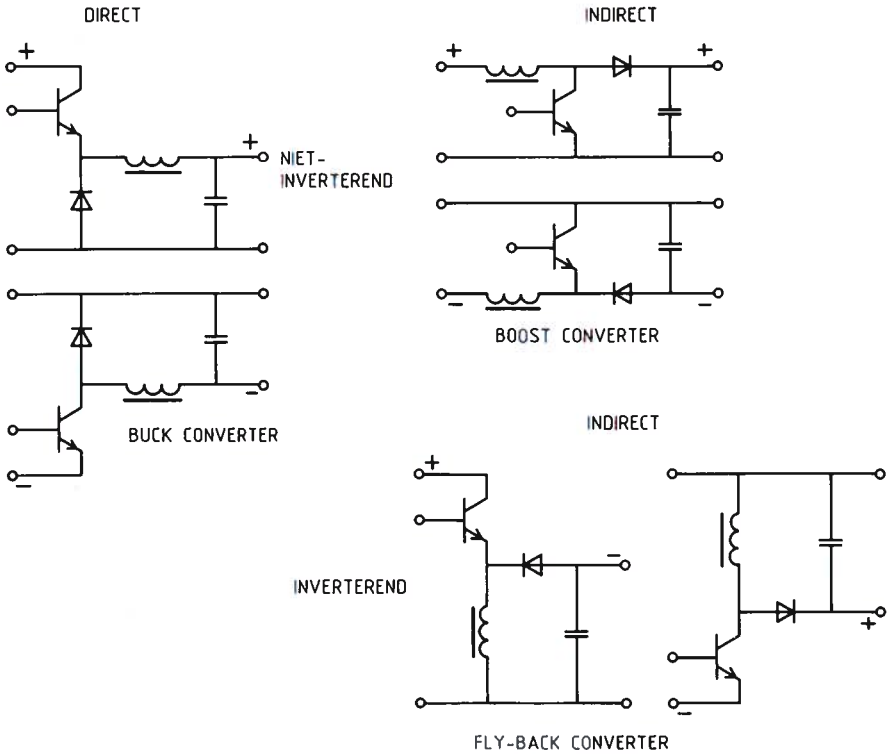 DIRECT
INDIRECT
+
+
+
+
NIET-
INVERTEREND
-
-
BOOST CONVERTER
-
BUCK CONVERTER
-
INDIRECT
+
-
INVERTEREND
+
-
FLY-BACK CONVERTER